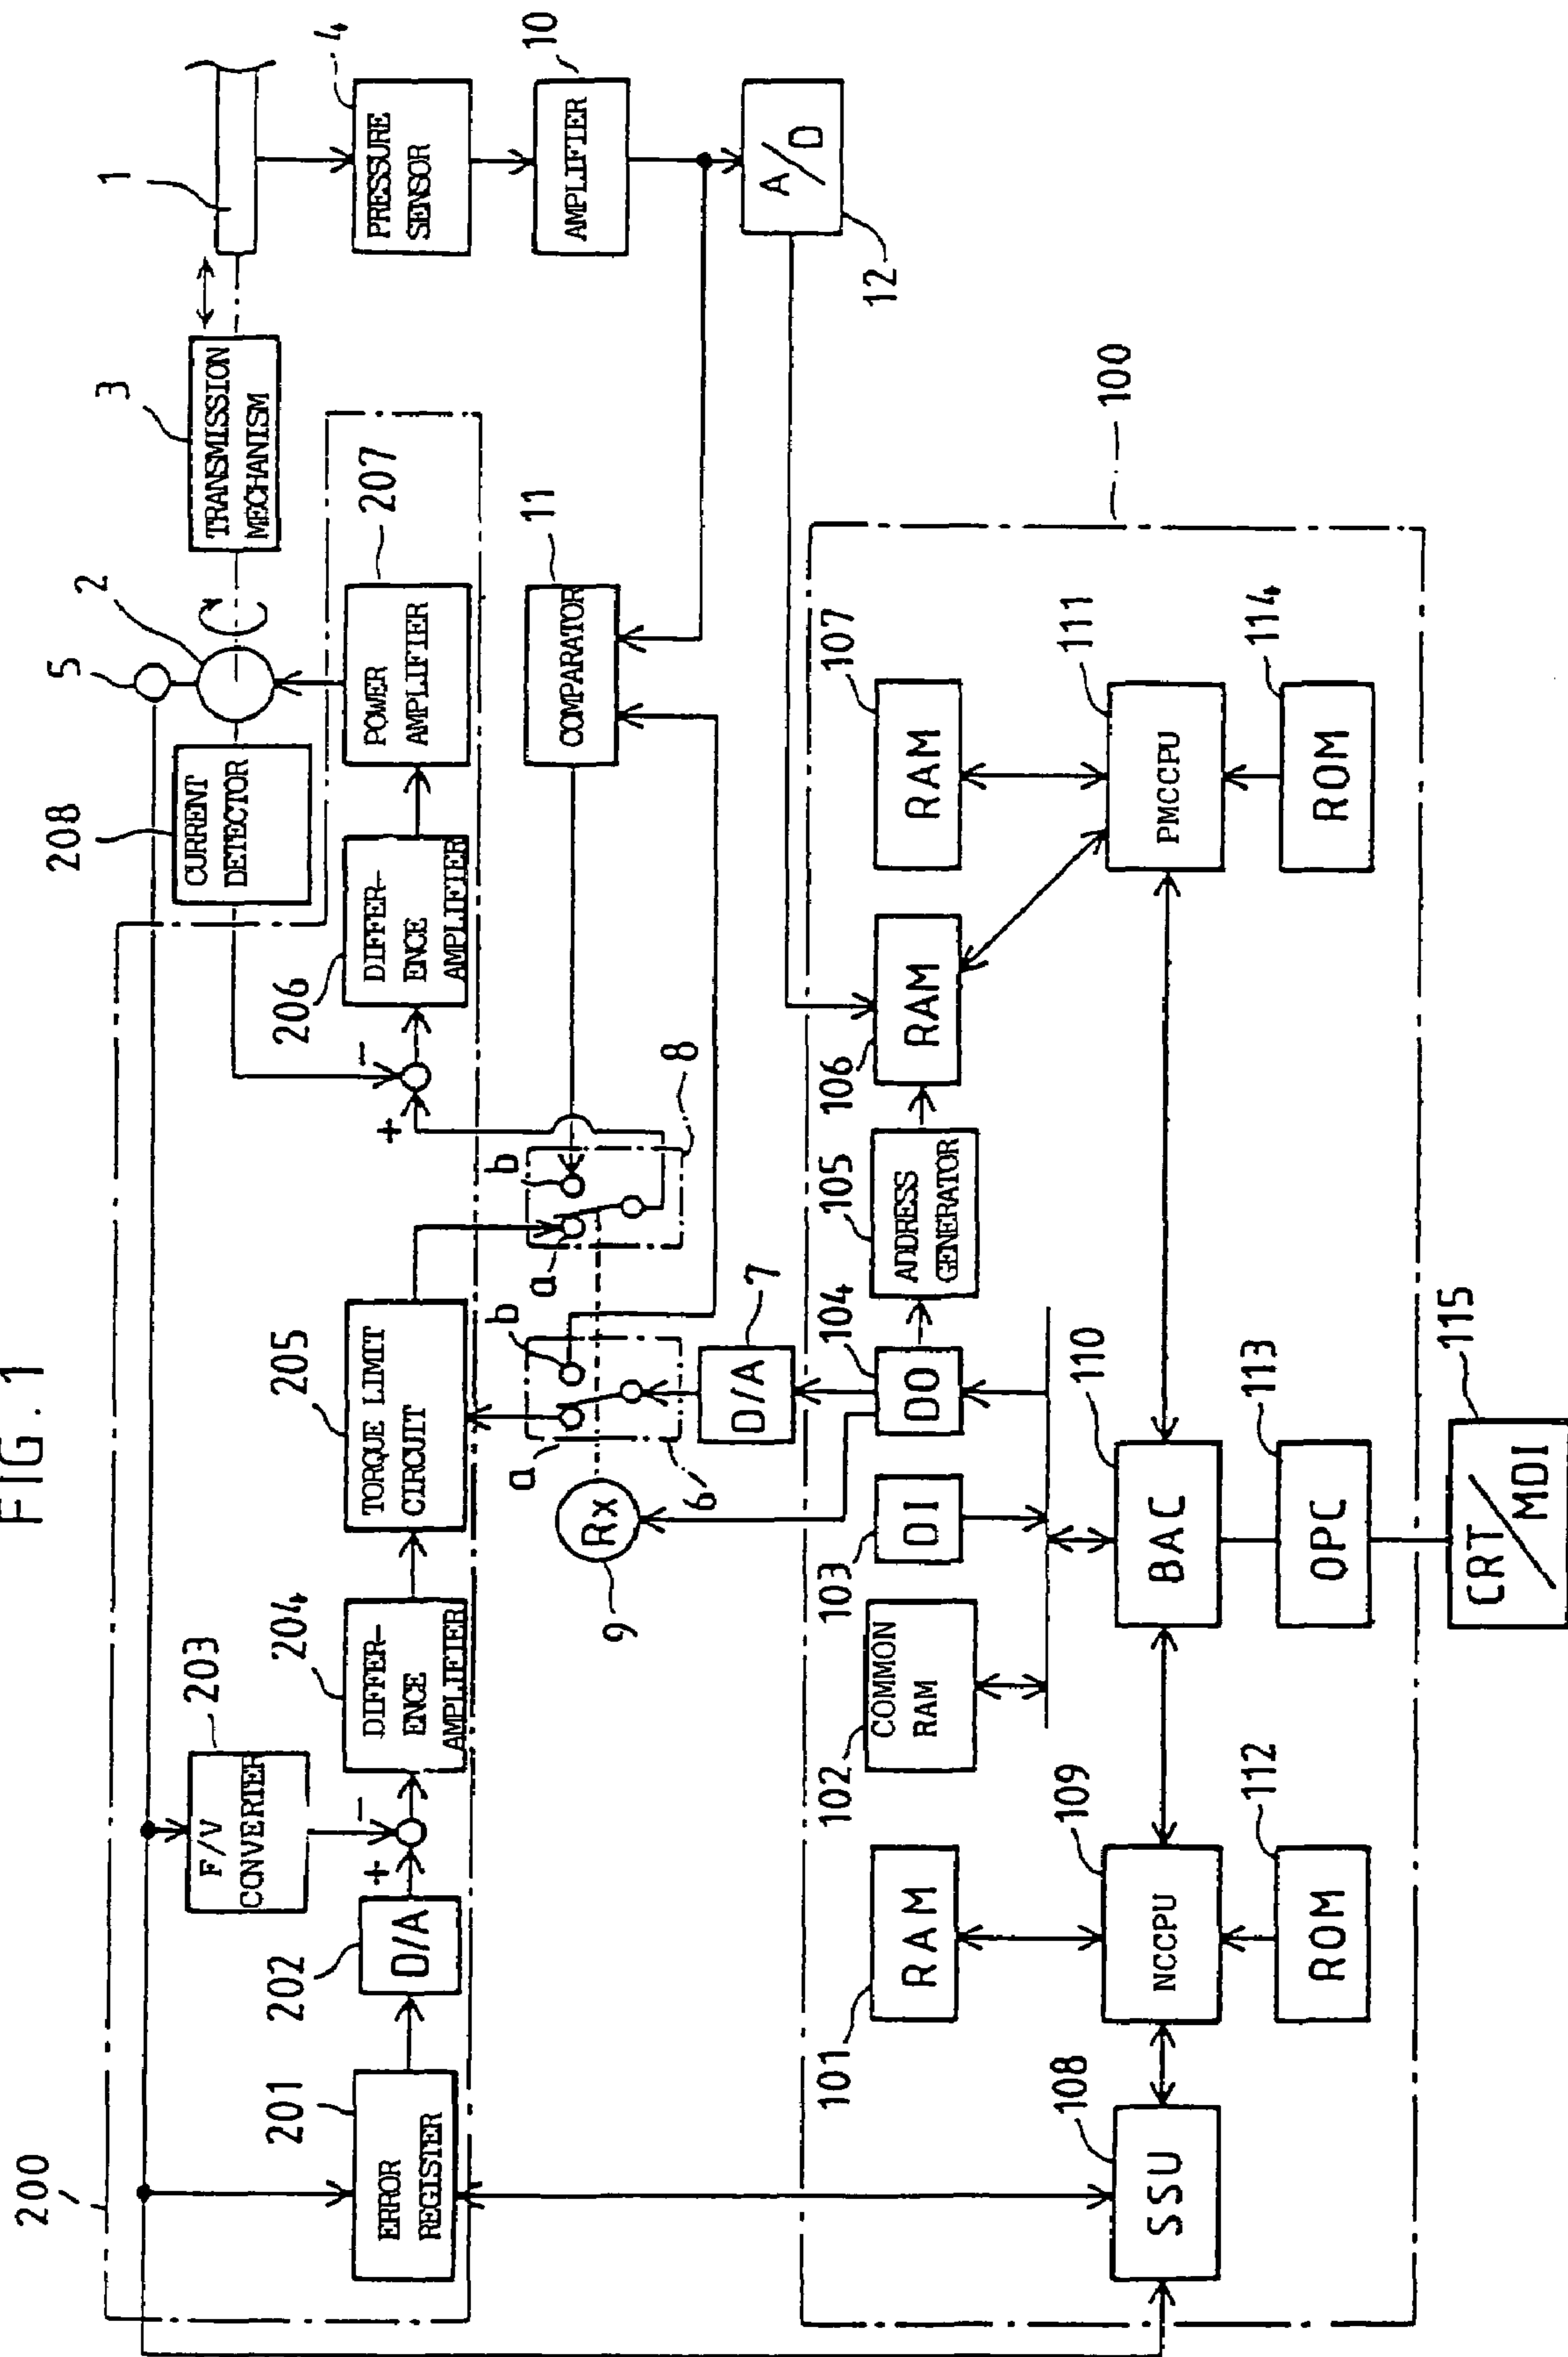 FIG. 1
200
201
ERROR
REGISTER
202
D/A
203
F/V
CONVERTER
+
−
204
DIFFER-
ENCE
AMPLIFIER
205
TORQUE LIMIT
CIRCUIT
+
−
206
DIFFER-
ENCE
AMPLIFIER
208
CURRENT
DETECTOR
207
POWER
AMPLIFIER
5
2
3
TRANSMISSION
MECHANISM
1
4
PRESSURE
SENSOR
10
AMPLIFIER
A/D
12
11
COMPARATOR
9
Rx
a
b
6
a
b
8
7
D/A
100
101
RAM
102
COMMON
RAM
103
DI
104
DO
105
ADDRESS
GENERATOR
106
RAM
107
RAM
108
SSU
109
NCCPU
110
BAC
111
PMCCPU
112
ROM
113
OPC
114
ROM
115
CRT/MDI